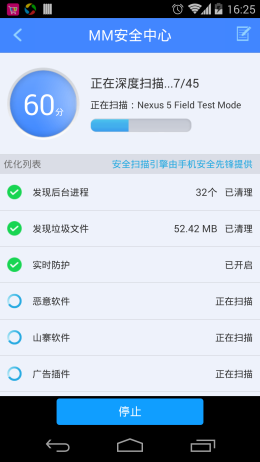 16:25
MM安全中心
60分
正在深度扫描...7/45
正在扫描：Nexus 5 Field Test Mode
优化列表 安全扫描引擎由手机安全先锋提供
发现后台进程 32个 已清理
发现垃圾文件 52.42 MB 已清理
实时防护 已开启
恶意软件 正在扫描
山寨软件 正在扫描
广告插件 正在扫描
停止